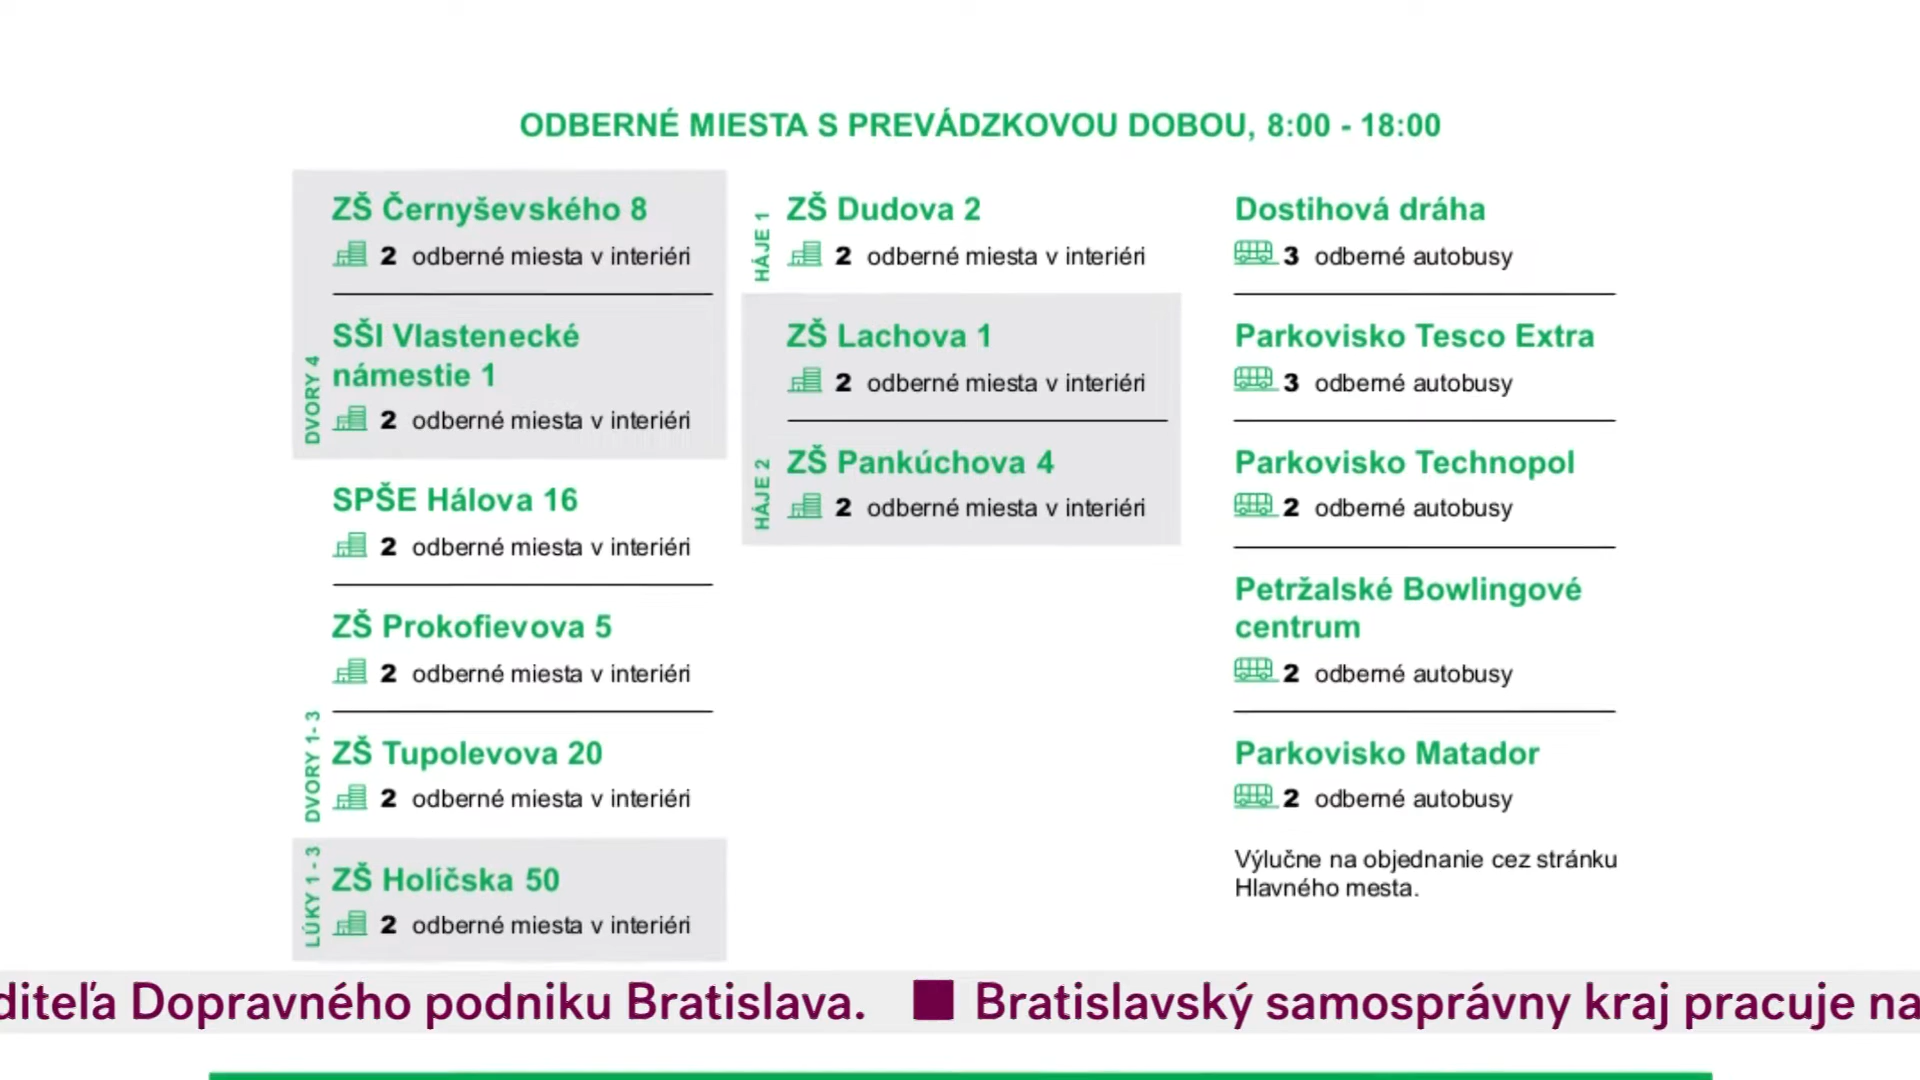 ODBERNÉ MIESTA S PREVÁDZKOVOU DOBOU, 8:00 - 18:00
DVORY 4
ZŠ Černyševského 8
2 odberné miesta v interiéri
SŠI Vlastenecké
námestie 1
2 odberné miesta v interiéri
DVORY 1- 3
SPŠE Hálova 16
2 odberné miesta v interiéri
ZŠ Prokofievova 5
2 odberné miesta v interiéri
ZŠ Tupolevova 20
2 odberné miesta v interiéri
LÚKY 1 - 3
ZŠ Holíčska 50
2 odberné miesta v interiéri
HÁJE 1
ZŠ Dudova 2
2 odberné miesta v interiéri
HÁJE 2
ZŠ Lachova 1
2 odberné miesta v interiéri
ZŠ Pankúchova 4
2 odberné miesta v interiéri
Dostihová dráha
3 odberné autobusy
Parkovisko Tesco Extra
3 odberné autobusy
Parkovisko Technopol
2 odberné autobusy
Petržalské Bowlingové
centrum
2 odberné autobusy
Parkovisko Matador
2 odberné autobusy
Výlučne na objednanie cez stránku
Hlavného mesta.
diteľa Dopravného podniku Bratislava. ■ Bratislavský samosprávny kraj pracuje na